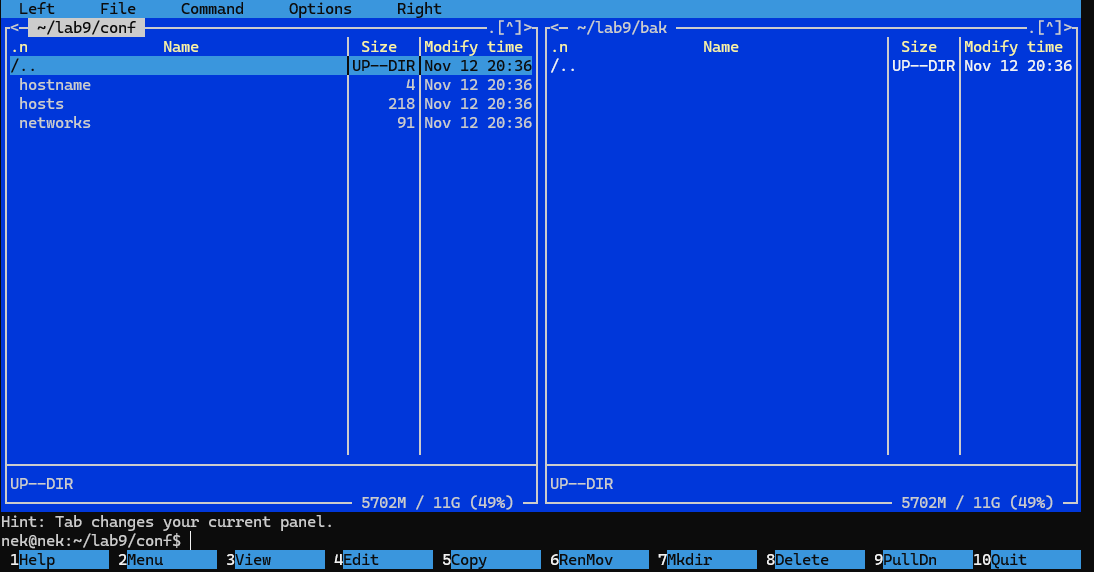 Left File Command Options Right
<─ ~/lab9/conf .[^]> <─ ~/lab9/bak .[^]>
.n Name Size Modify time .n Name Size Modify time
/.. UP--DIR Nov 12 20:36 /.. UP--DIR Nov 12 20:36
hostname 4 Nov 12 20:36
hosts 218 Nov 12 20:36
networks 91 Nov 12 20:36
UP--DIR UP--DIR
5702M / 11G (49%) 5702M / 11G (49%)
Hint: Tab changes your current panel.
nek@nek:~/lab9/conf$
1Help 2Menu 3View 4Edit 5Copy 6RenMov 7Mkdir 8Delete 9PullDn 10Quit